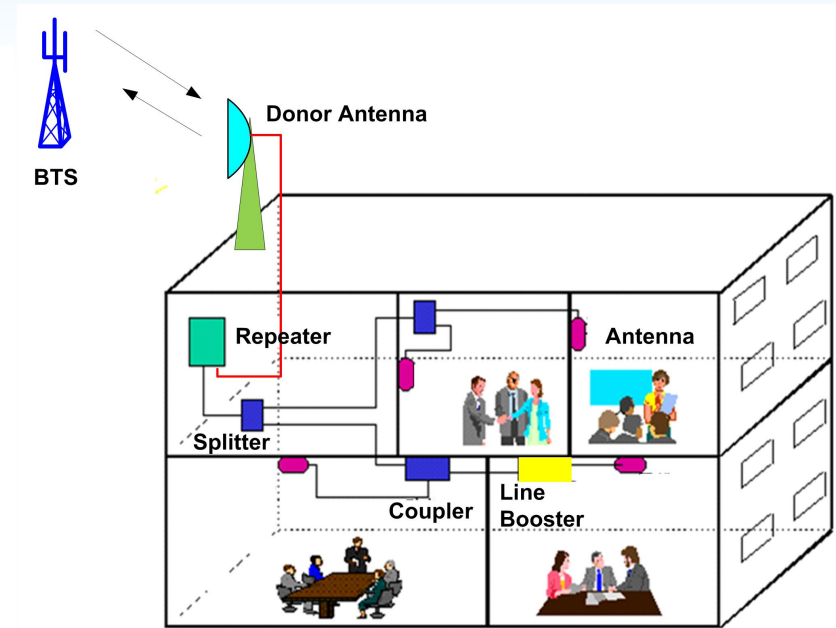 Donor Antenna
BTS
Repeater
Antenna
Splitter
Coupler
Line
Booster